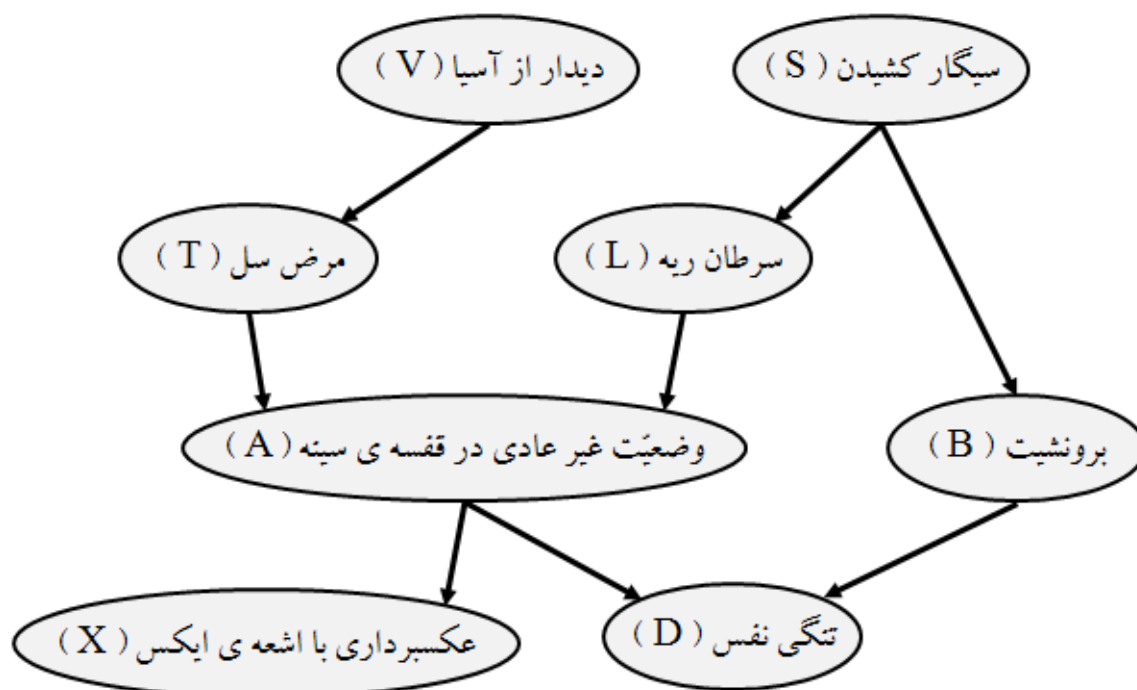 سیگار کشیدن ( S )
دیدار از آسیا ( V )
سرطان ریه ( L )
مرض سل ( T )
برونشیت ( B )
وضعیّت غیر عادی در قفسه ی سینه ( A )
تنگی نفس ( D )
عکسبرداری با اشعه ی ایکس ( X )